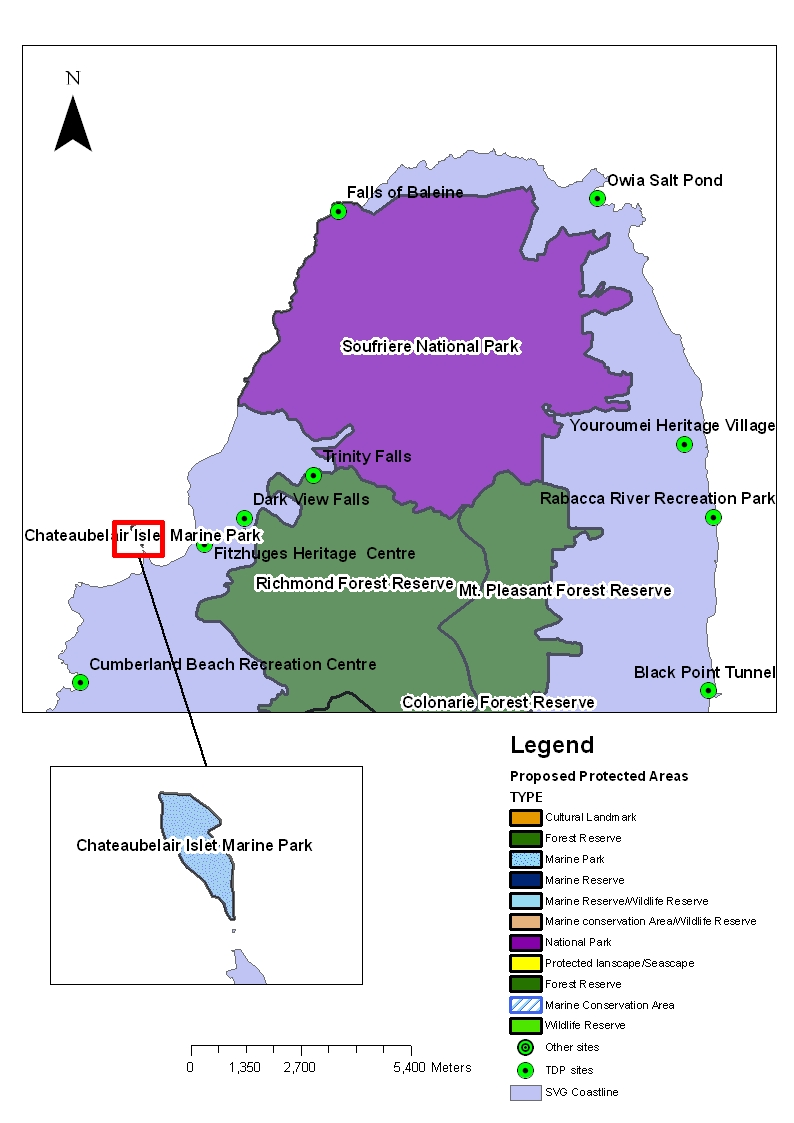 N
Owia Salt Pond
Falls of Baleine
Soufriere National Park
Youroumei Heritage Village
Trinity Falls
Dark View Falls
Rabacca River Recreation Park
Chateaubelair Isle Marine Park
Fitzhuges Heritage Centre
Richmond Forest Reserve
Mt. Pleasant Forest Reserve
Cumberland Beach Recreation Centre
Black Point Tunnel
Colonarie Forest Reserve
Chateaubelair Islet Marine Park
Legend
Proposed Protected Areas
TYPE
Cultural Landmark
Forest Reserve
Marine Park
Marine Reserve
Marine Reserve/Wildlife Reserve
Marine conservation Area/Wildlife Reserve
National Park
Protected lanscape/Seascape
Forest Reserve
Marine Conservation Area
Wildlife Reserve
Other sites
TDP sites
SVG Coastline
0 1,350 2,700 5,400 Meters